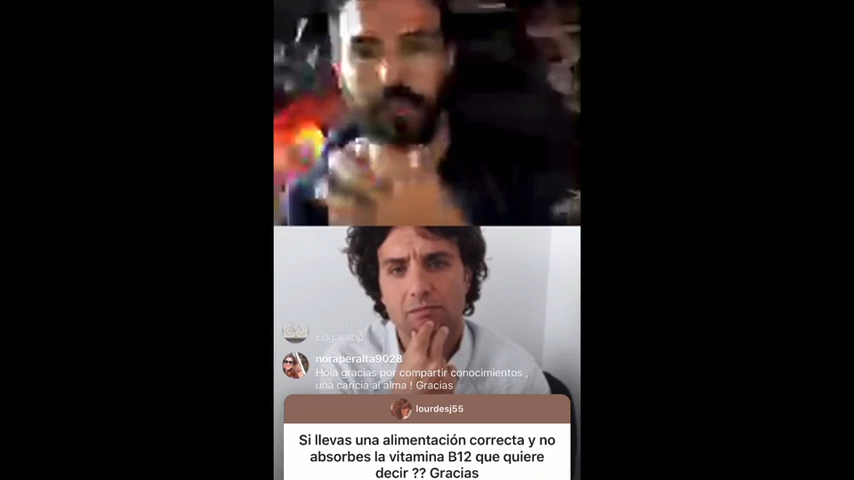 Edgartop
noraperalta9028
Hola gracias por compartir conocimientos ,
una caricia al alma ! Gracias
lourdesj55
Si llevas una alimentación correcta y no
absorbes la vitamina B12 que quiere
decir ?? Gracias